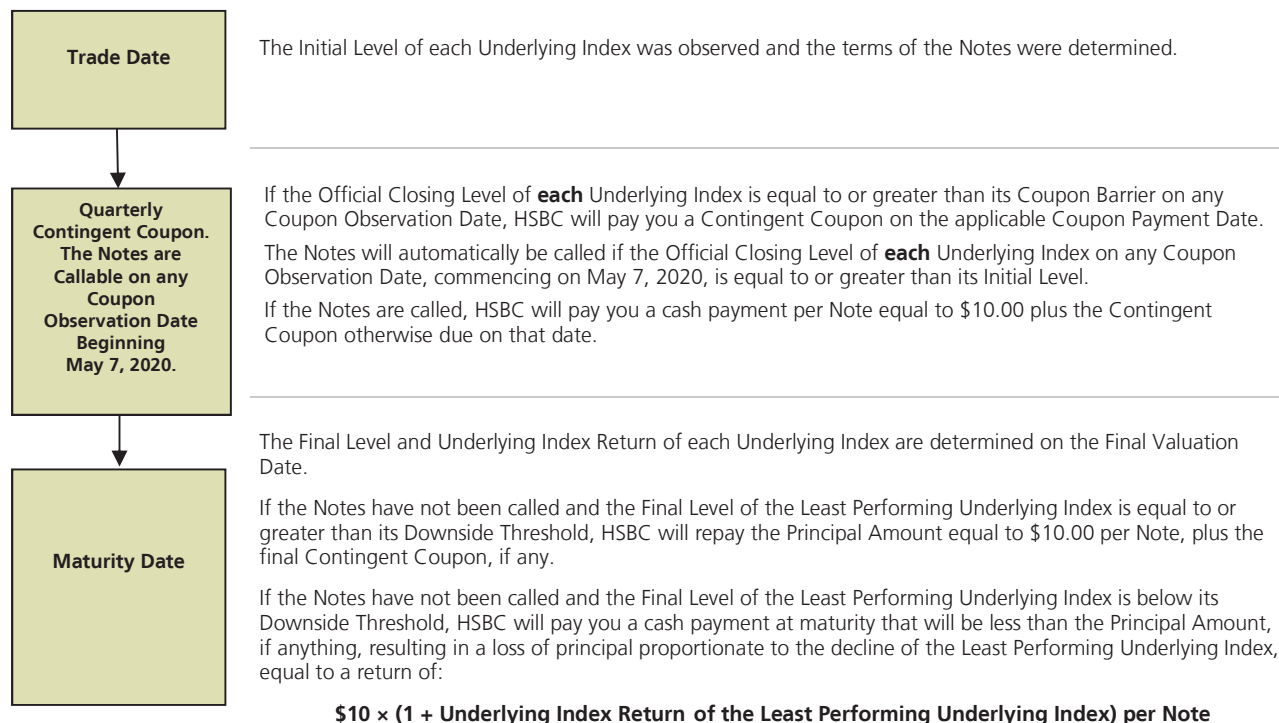 Trade Date
The Initial Level of each Underlying Index was observed and the terms of the Notes were determined.
Quarterly
Contingent Coupon.
The Notes are
Callable on any
Coupon
Observation Date
Beginning
May 7, 2020.
If the Official Closing Level of each Underlying Index is equal to or greater than its Coupon Barrier on any
Coupon Observation Date, HSBC will pay you a Contingent Coupon on the applicable Coupon Payment Date.
The Notes will automatically be called if the Official Closing Level of each Underlying Index on any Coupon
Observation Date, commencing on May 7, 2020, is equal to or greater than its Initial Level.
If the Notes are called, HSBC will pay you a cash payment per Note equal to $10.00 plus the Contingent
Coupon otherwise due on that date.
Maturity Date
The Final Level and Underlying Index Return of each Underlying Index are determined on the Final Valuation
Date.
If the Notes have not been called and the Final Level of the Least Performing Underlying Index is equal to or
greater than its Downside Threshold, HSBC will repay the Principal Amount equal to $10.00 per Note, plus the
final Contingent Coupon, if any.
If the Notes have not been called and the Final Level of the Least Performing Underlying Index is below its
Downside Threshold, HSBC will pay you a cash payment at maturity that will be less than the Principal Amount,
if anything, resulting in a loss of principal proportionate to the decline of the Least Performing Underlying Index,
equal to a return of:
$10 × (1 + Underlying Index Return of the Least Performing Underlying Index) per Note